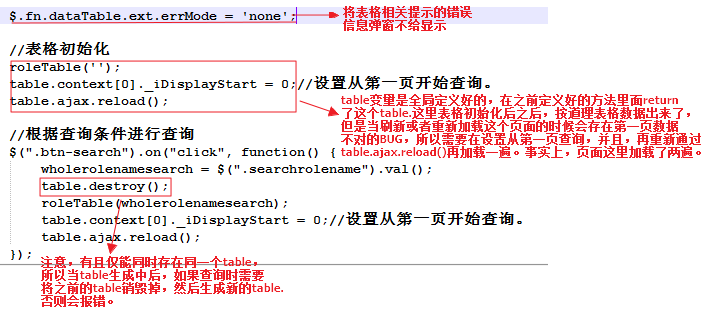 $.fn.dataTable.ext.errMode = 'none';
将表格相关提示的错误
信息弹窗不给显示
//表格初始化
roleTable('');
table.context[0]._iDisplayStart = 0;//设置从第一页开始查询。
table.ajax.reload();
table变量是全局定义好的，在之前定义好的方法里面return
了这个table.这里表格初始化后之后，按道理表格数据出来了，
但是当刷新或者重新加载这个页面的时候会存在第一页数据
不对的BUG，所以需要在设置从第一页查询，并且，再重新通过
table.ajax.reload()再加载一遍。事实上，页面这里加载了两遍。
//根据查询条件进行查询
$(".btn-search").on("click", function() {
wholerolenamesearch = $(".searchrolename").val();
table.destroy();
roleTable(wholerolenamesearch);
table.context[0]._iDisplayStart = 0;//设置从第一页开始查询。
table.ajax.reload();
});
注意，有且仅能同时存在同一个table，
所以当table生成中后，如果查询时需要
将之前的table销毁掉，然后生成新的table.
否则会报错。